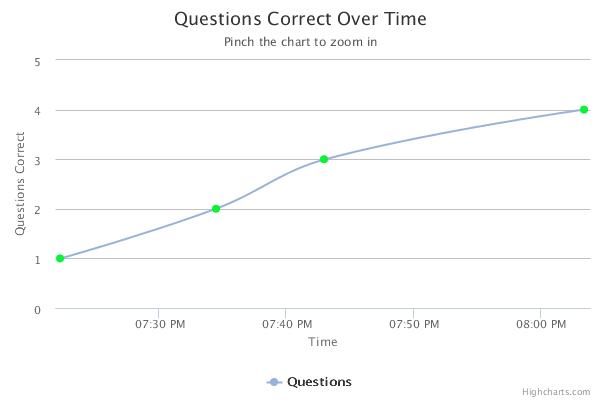 Questions Correct Over Time
Pinch the chart to zoom in
5
4
3
2
1
0
Questions Correct
07:30 PM 07:40 PM 07:50 PM 08:00 PM
Time
Questions
Highcharts.com